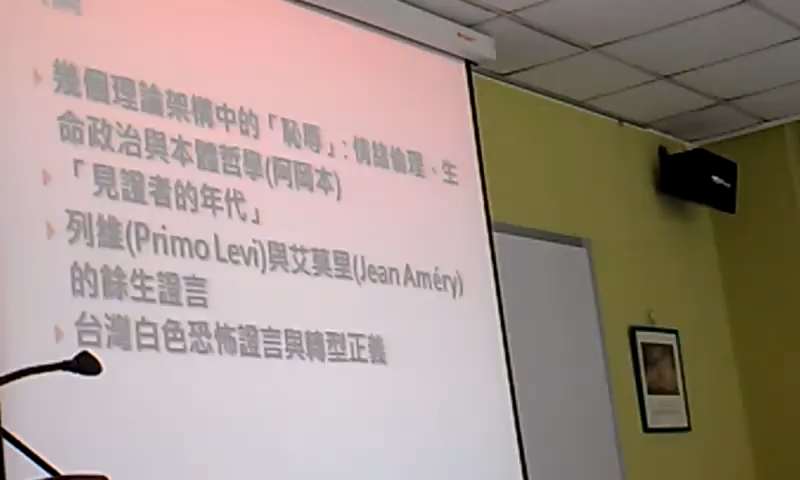 幾個理論架構中的「恥辱」：情緒倫理、生
命政治與本體哲學(阿岡本)
「見證者的年代」
列維(Primo Levi)與艾莫里(Jean Améry)
的餘生證言
台灣白色恐怖證言與轉型正義